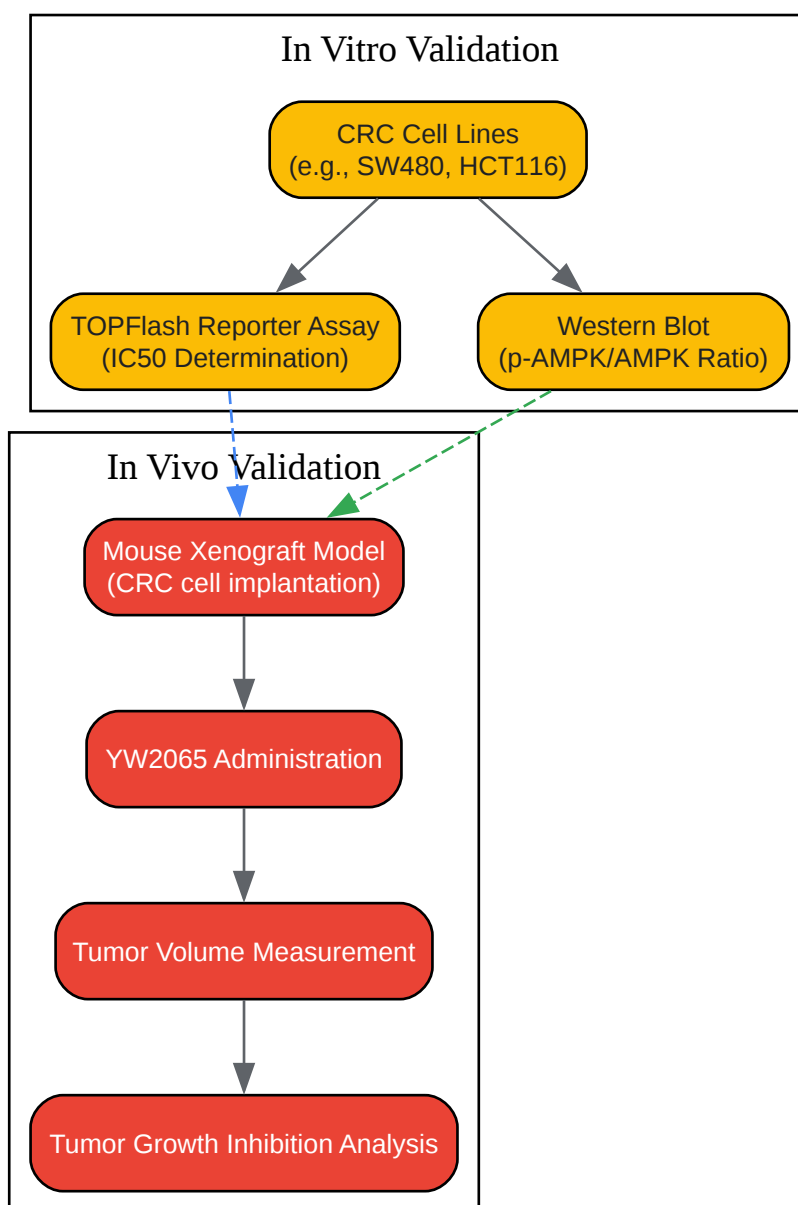 In Vitro Validation
CRC Cell Lines
(e.g., SW480, HCT116)
TOPFlash Reporter Assay
(IC50 Determination)
Western Blot
(p-AMPK/AMPK Ratio)
In Vivo Validation
Mouse Xenograft Model
(CRC cell implantation)
YW2065 Administration
Tumor Volume Measurement
Tumor Growth Inhibition Analysis